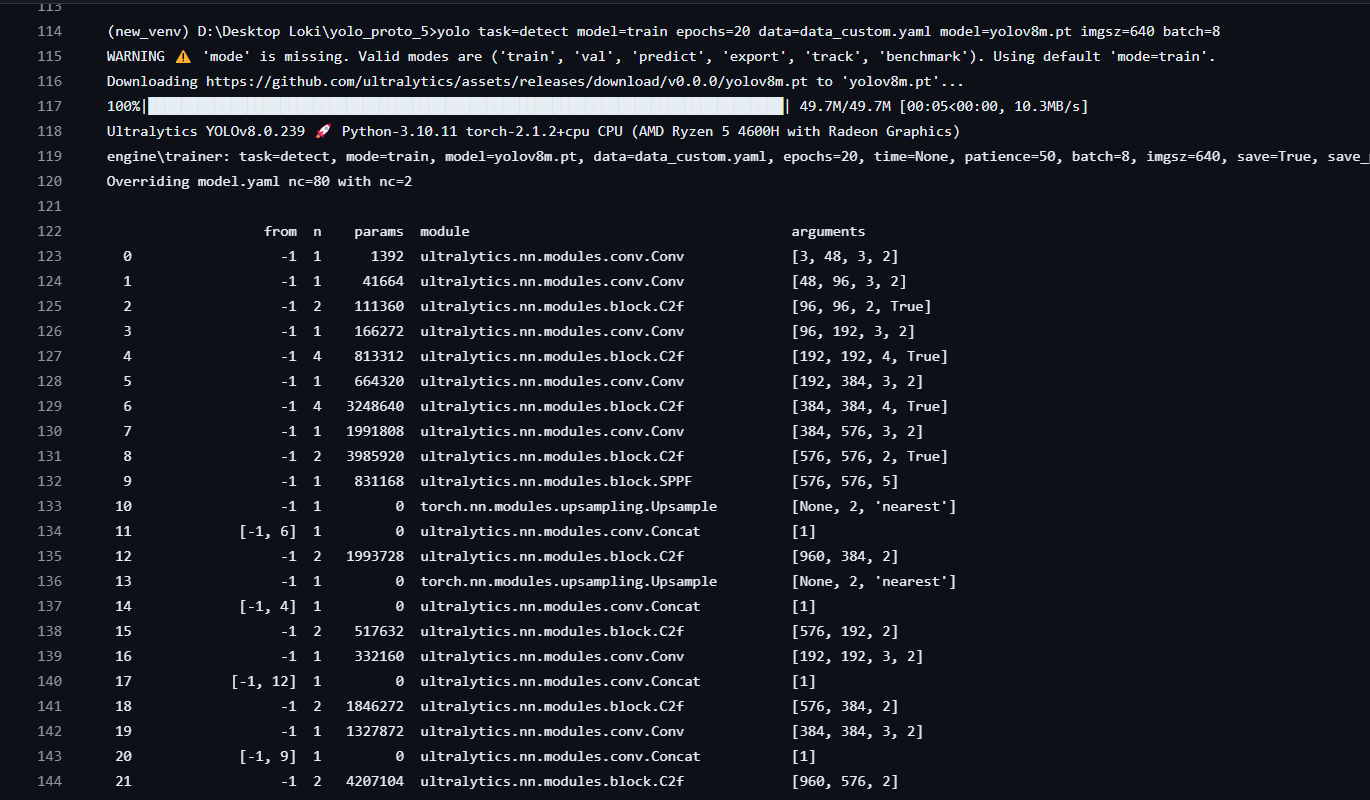 113
114 (new_venv) D:\Desktop Loki\yolo_proto_5>yolo task=detect model=train epochs=20 data=data_custom.yaml model=yolov8m.pt imgsz=640 batch=8
115 WARNING ⚠️ 'mode' is missing. Valid modes are ('train', 'val', 'predict', 'export', 'track', 'benchmark'). Using default 'mode=train'.
116 Downloading https://github.com/ultralytics/assets/releases/download/v0.0.0/yolov8m.pt to 'yolov8m.pt'...
117 100%|██████████| 49.7M/49.7M [00:05<00:00, 10.3MB/s]
118 Ultralytics YOLOv8.0.239 🚀 Python-3.10.11 torch-2.1.2+cpu CPU (AMD Ryzen 5 4600H with Radeon Graphics)
119 engine\trainer: task=detect, mode=train, model=yolov8m.pt, data=data_custom.yaml, epochs=20, time=None, patience=50, batch=8, imgsz=640, save=True, save_
120 Overriding model.yaml nc=80 with nc=2
121
122 from n params module arguments
123 0 -1 1 1392 ultralytics.nn.modules.conv.Conv [3, 48, 3, 2]
124 1 -1 1 41664 ultralytics.nn.modules.conv.Conv [48, 96, 3, 2]
125 2 -1 2 111360 ultralytics.nn.modules.block.C2f [96, 96, 2, True]
126 3 -1 1 166272 ultralytics.nn.modules.conv.Conv [96, 192, 3, 2]
127 4 -1 4 813312 ultralytics.nn.modules.block.C2f [192, 192, 4, True]
128 5 -1 1 664320 ultralytics.nn.modules.conv.Conv [192, 384, 3, 2]
129 6 -1 4 3248640 ultralytics.nn.modules.block.C2f [384, 384, 4, True]
130 7 -1 1 1991808 ultralytics.nn.modules.conv.Conv [384, 576, 3, 2]
131 8 -1 2 3985920 ultralytics.nn.modules.block.C2f [576, 576, 2, True]
132 9 -1 1 831168 ultralytics.nn.modules.block.SPPF [576, 576, 5]
133 10 -1 1 0 torch.nn.modules.upsampling.Upsample [None, 2, 'nearest']
134 11 [-1, 6] 1 0 ultralytics.nn.modules.conv.Concat [1]
135 12 -1 2 1993728 ultralytics.nn.modules.block.C2f [960, 384, 2]
136 13 -1 1 0 torch.nn.modules.upsampling.Upsample [None, 2, 'nearest']
137 14 [-1, 4] 1 0 ultralytics.nn.modules.conv.Concat [1]
138 15 -1 2 517632 ultralytics.nn.modules.block.C2f [576, 192, 2]
139 16 -1 1 332160 ultralytics.nn.modules.conv.Conv [192, 192, 3, 2]
140 17 [-1, 12] 1 0 ultralytics.nn.modules.conv.Concat [1]
141 18 -1 2 1846272 ultralytics.nn.modules.block.C2f [576, 384, 2]
142 19 -1 1 1327872 ultralytics.nn.modules.conv.Conv [384, 384, 3, 2]
143 20 [-1, 9] 1 0 ultralytics.nn.modules.conv.Concat [1]
144 21 -1 2 4207104 ultralytics.nn.modules.block.C2f [960, 576, 2]